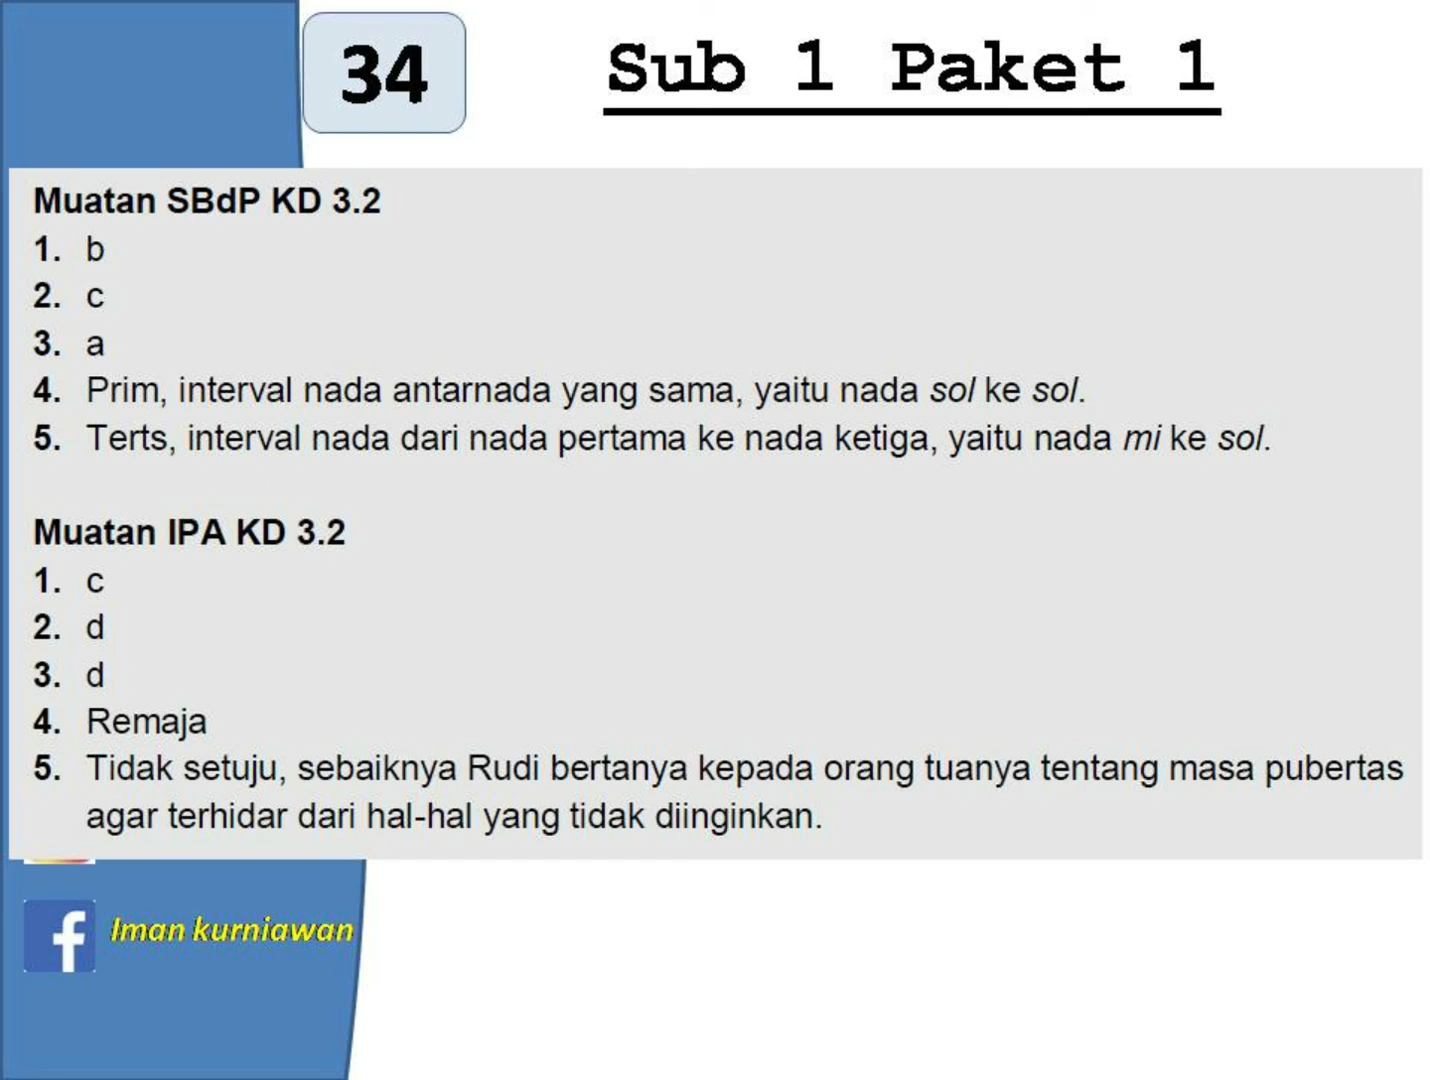 34
Sub 1 Paket 1
Muatan SBdP KD 3.2
1. b
2. c
3. a
4. Prim, interval nada antarnada yang sama, yaitu nada sol ke sol.
5. Terts, interval nada dari nada pertama ke nada ketiga, yaitu nada mi ke sol.
Muatan IPA KD 3.2
1. c
2. d
3. d
4. Remaja
5. Tidak setuju, sebaiknya Rudi bertanya kepada orang tuanya tentang masa pubertas
agar terhidar dari hal-hal yang tidak diinginkan.
f
Iman kurniawan